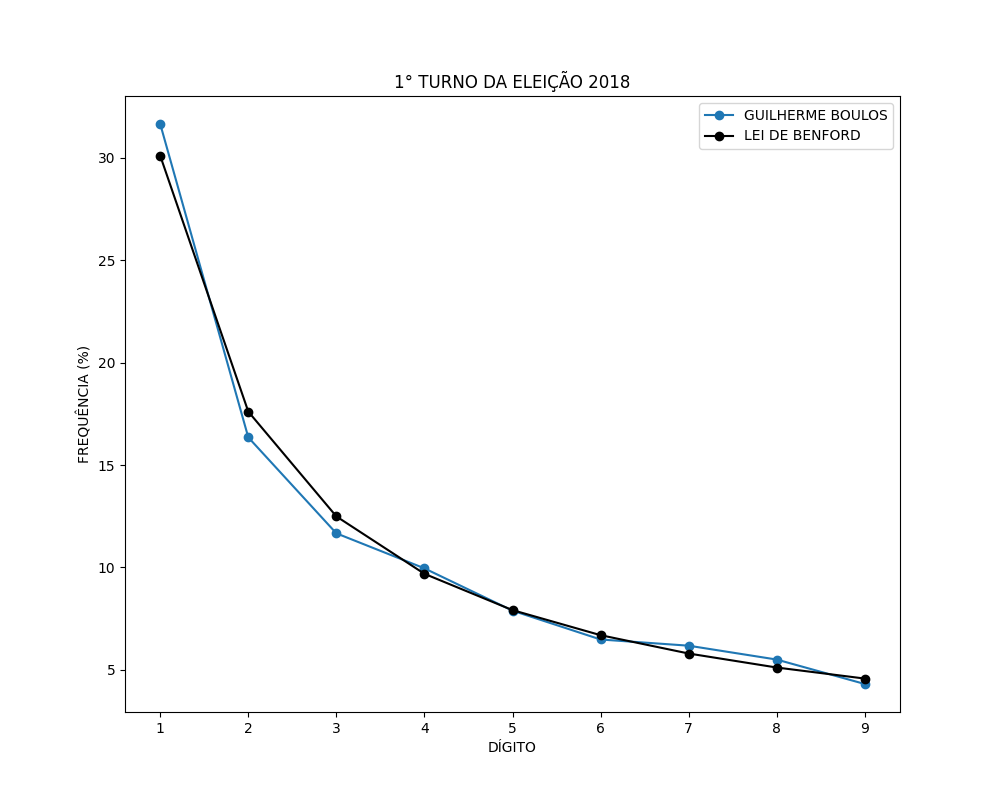 1° TURNO DA ELEIÇÃO 2018
GUILHERME BOULOS
LEI DE BENFORD
FREQUÊNCIA (%)
30
25
20
15
10
5
1 2 3 4 5 6 7 8 9
DÍGITO